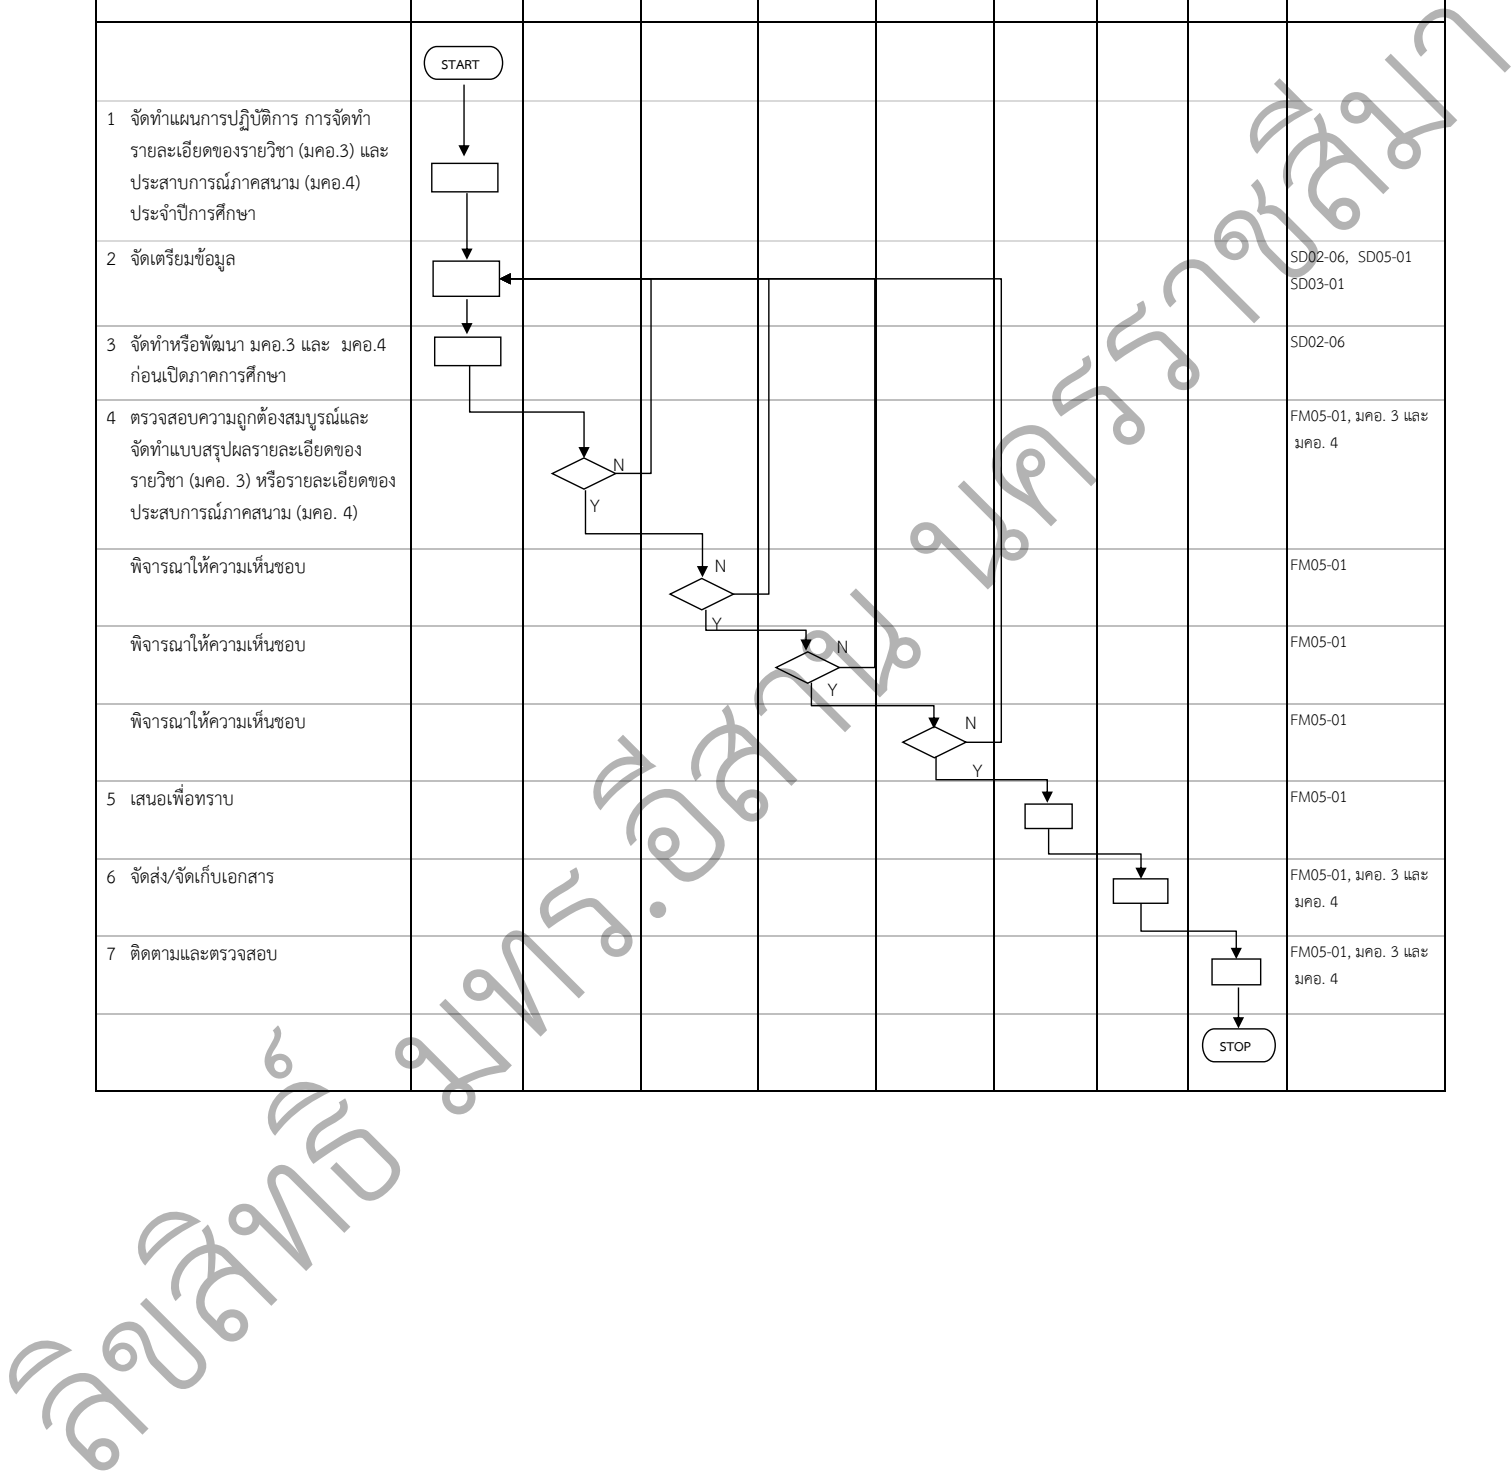 START
1 จัดทำแผนการปฏิบัติการ การจัดทำ
รายละเอียดของรายวิชา (มคอ.3) และ
ประสาบการณ์ภาคสนาม (มคอ.4)
ประจำปีการศึกษา
2 จัดเตรียมข้อมูล
SD02-06, SD05-01
SD03-01
3 จัดทำหรือพัฒนา มคอ.3 และ มคอ.4
ก่อนเปิดภาคการศึกษา
SD02-06
4 ตรวจสอบความถูกต้องสมบูรณ์และ
จัดทำแบบสรุปผลรายละเอียดของ
รายวิชา (มคอ. 3) หรือรายละเอียดของ
ประสบการณ์ภาคสนาม (มคอ. 4)
N
Y
FM05-01, มคอ. 3 และ
มคอ. 4
พิจารณาให้ความเห็นชอบ
N
Y
FM05-01
พิจารณาให้ความเห็นชอบ
N
Y
FM05-01
พิจารณาให้ความเห็นชอบ
N
Y
FM05-01
5 เสนอเพื่อทราบ
FM05-01
6 จัดส่ง/จัดเก็บเอกสาร
FM05-01, มคอ. 3 และ
มคอ. 4
7 ติดตามและตรวจสอบ
FM05-01, มคอ. 3 และ
มคอ. 4
STOP
ลิขสิทธิ์ มทร.อีสาน นครราชสีมา